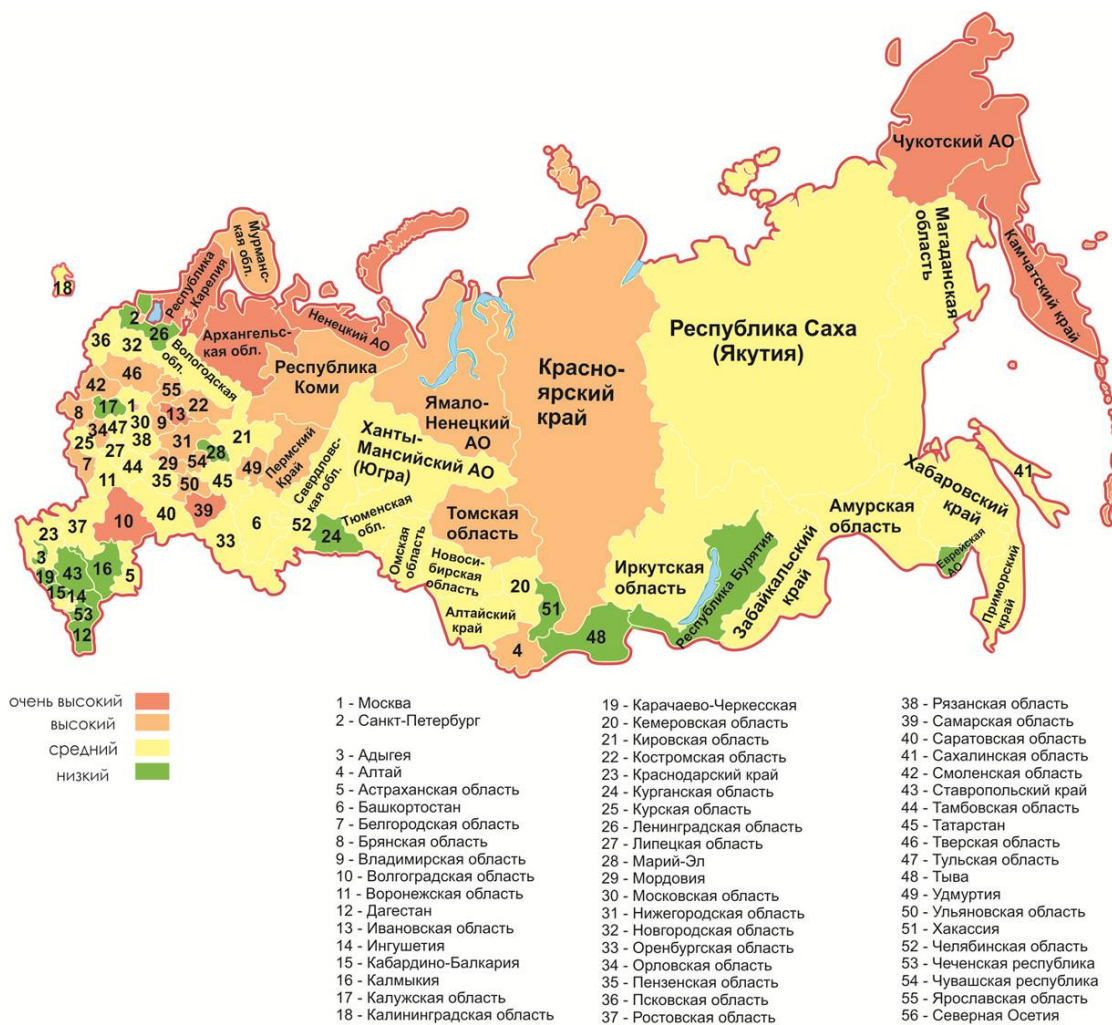 Чукотский АО
Магаданская
область
Камчатский край
Мурманс-
кая обл.
Республика
Карелия
18
2
26
Архангельс-
кая обл.
Ненецкий АО
36
32
Вологодская
обл.
46
42
55
Республика
Коми
Ямало-
Ненецкий
АО
Красно-
ярский
край
Республика Саха
(Якутия)
8
17
1
13
22
34
47
30
9
25
27
38
31
21
28
7
44
29
54
49
Пермский
Край
Свердловс-
кая обл.
Ханты-
Мансийский АО
(Югра)
11
35
50
45
10
40
39
6
52
24
Тюменская
обл.
Томская
область
23
37
33
Омская
область
Новоси-
бирская
область
20
Иркутская
область
Республика Бурятия
Забайкальский
край
Амурская
область
Хабаровский
край
41
Еврейская
АО
Приморский
край
3
19
43
16
5
15
14
53
12
Алтайский
край
51
4
48
очень высокий
высокий
средний
низкий
1 - Москва
2 - Санкт-Петербург
3 - Адыгея
4 - Алтай
5 - Астраханская область
6 - Башкортостан
7 - Белгородская область
8 - Брянская область
9 - Владимирская область
10 - Волгоградская область
11 - Воронежская область
12 - Дагестан
13 - Ивановская область
14 - Ингушетия
15 - Кабардино-Балкария
16 - Калмыкия
17 - Калужская область
18 - Калининградская область
19 - Карачаево-Черкесская
20 - Кемеровская область
21 - Кировская область
22 - Костромская область
23 - Краснодарский край
24 - Курганская область
25 - Курская область
26 - Ленинградская область
27 - Липецкая область
28 - Марий-Эл
29 - Мордовия
30 - Московская область
31 - Нижегородская область
32 - Новгородская область
33 - Оренбургская область
34 - Орловская область
35 - Пензенская область
36 - Псковская область
37 - Ростовская область
38 - Рязанская область
39 - Самарская область
40 - Саратовская область
41 - Сахалинская область
42 - Смоленская область
43 - Ставропольский край
44 - Тамбовская область
45 - Татарстан
46 - Тверская область
47 - Тульская область
48 - Тыва
49 - Удмуртия
50 - Ульяновская область
51 - Хакассия
52 - Челябинская область
53 - Чеченская республика
54 - Чувашская республика
55 - Ярославская область
56 - Северная Осетия